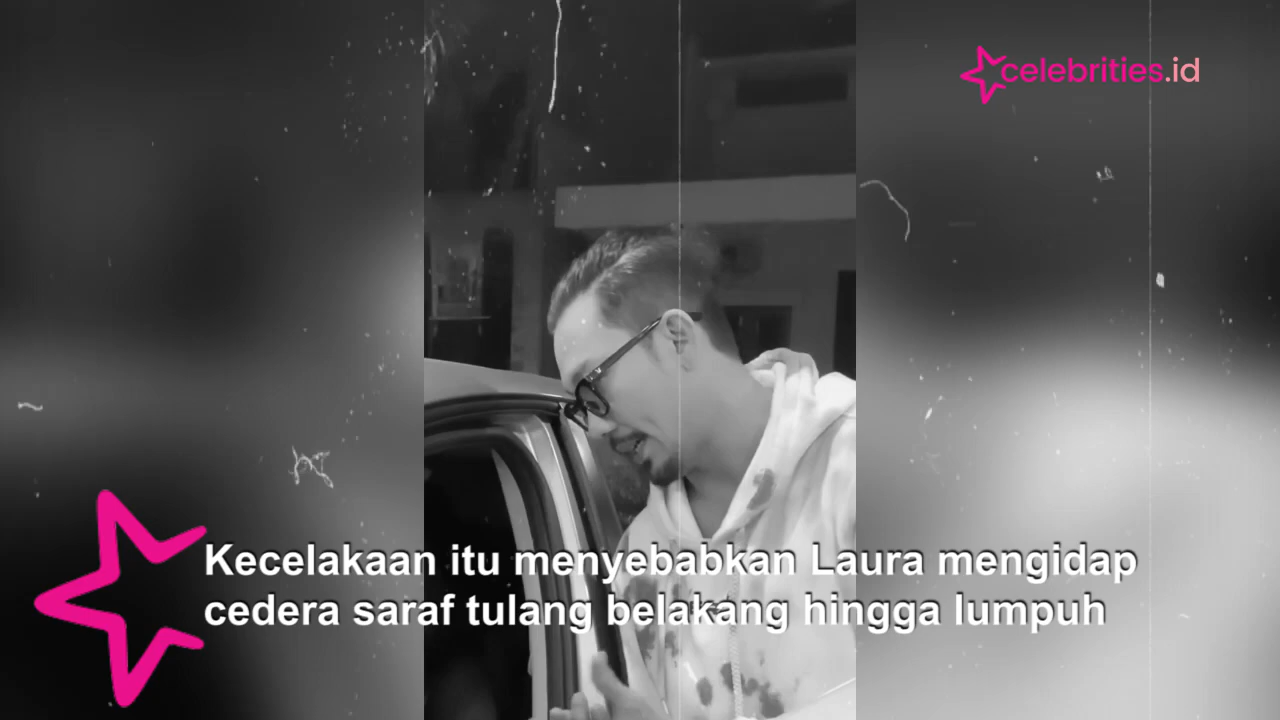 celebrities.id
Kecelakaan itu menyebabkan Laura mengidap
cedera saraf tulang belakang hingga lumpuh